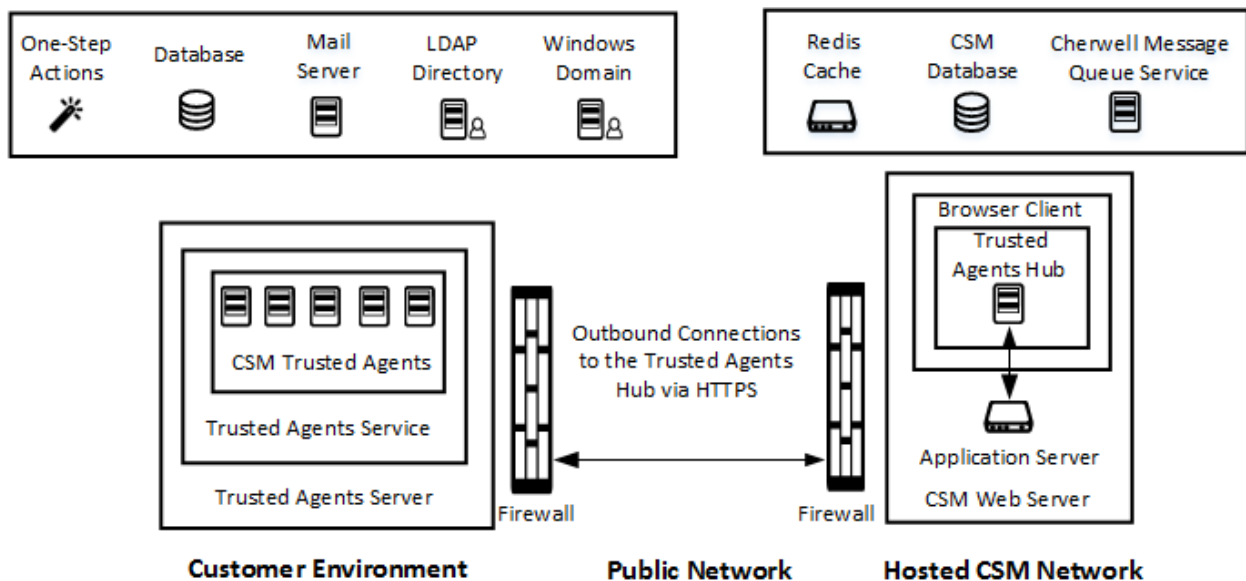 One-Step
Actions
Database
Mail
Server
LDAP
Directory
Windows
Domain
Redis
Cache
CSM
Database
Cherwell Message
Queue Service
CSM Trusted Agents
Trusted Agents Service
Trusted Agents Server
Firewall
Outbound Connections
to the Trusted Agents
Hub via HTTPS
Firewall
Browser Client
Trusted
Agents Hub
Application Server
CSM Web Server
Customer Environment
Public Network
Hosted CSM Network